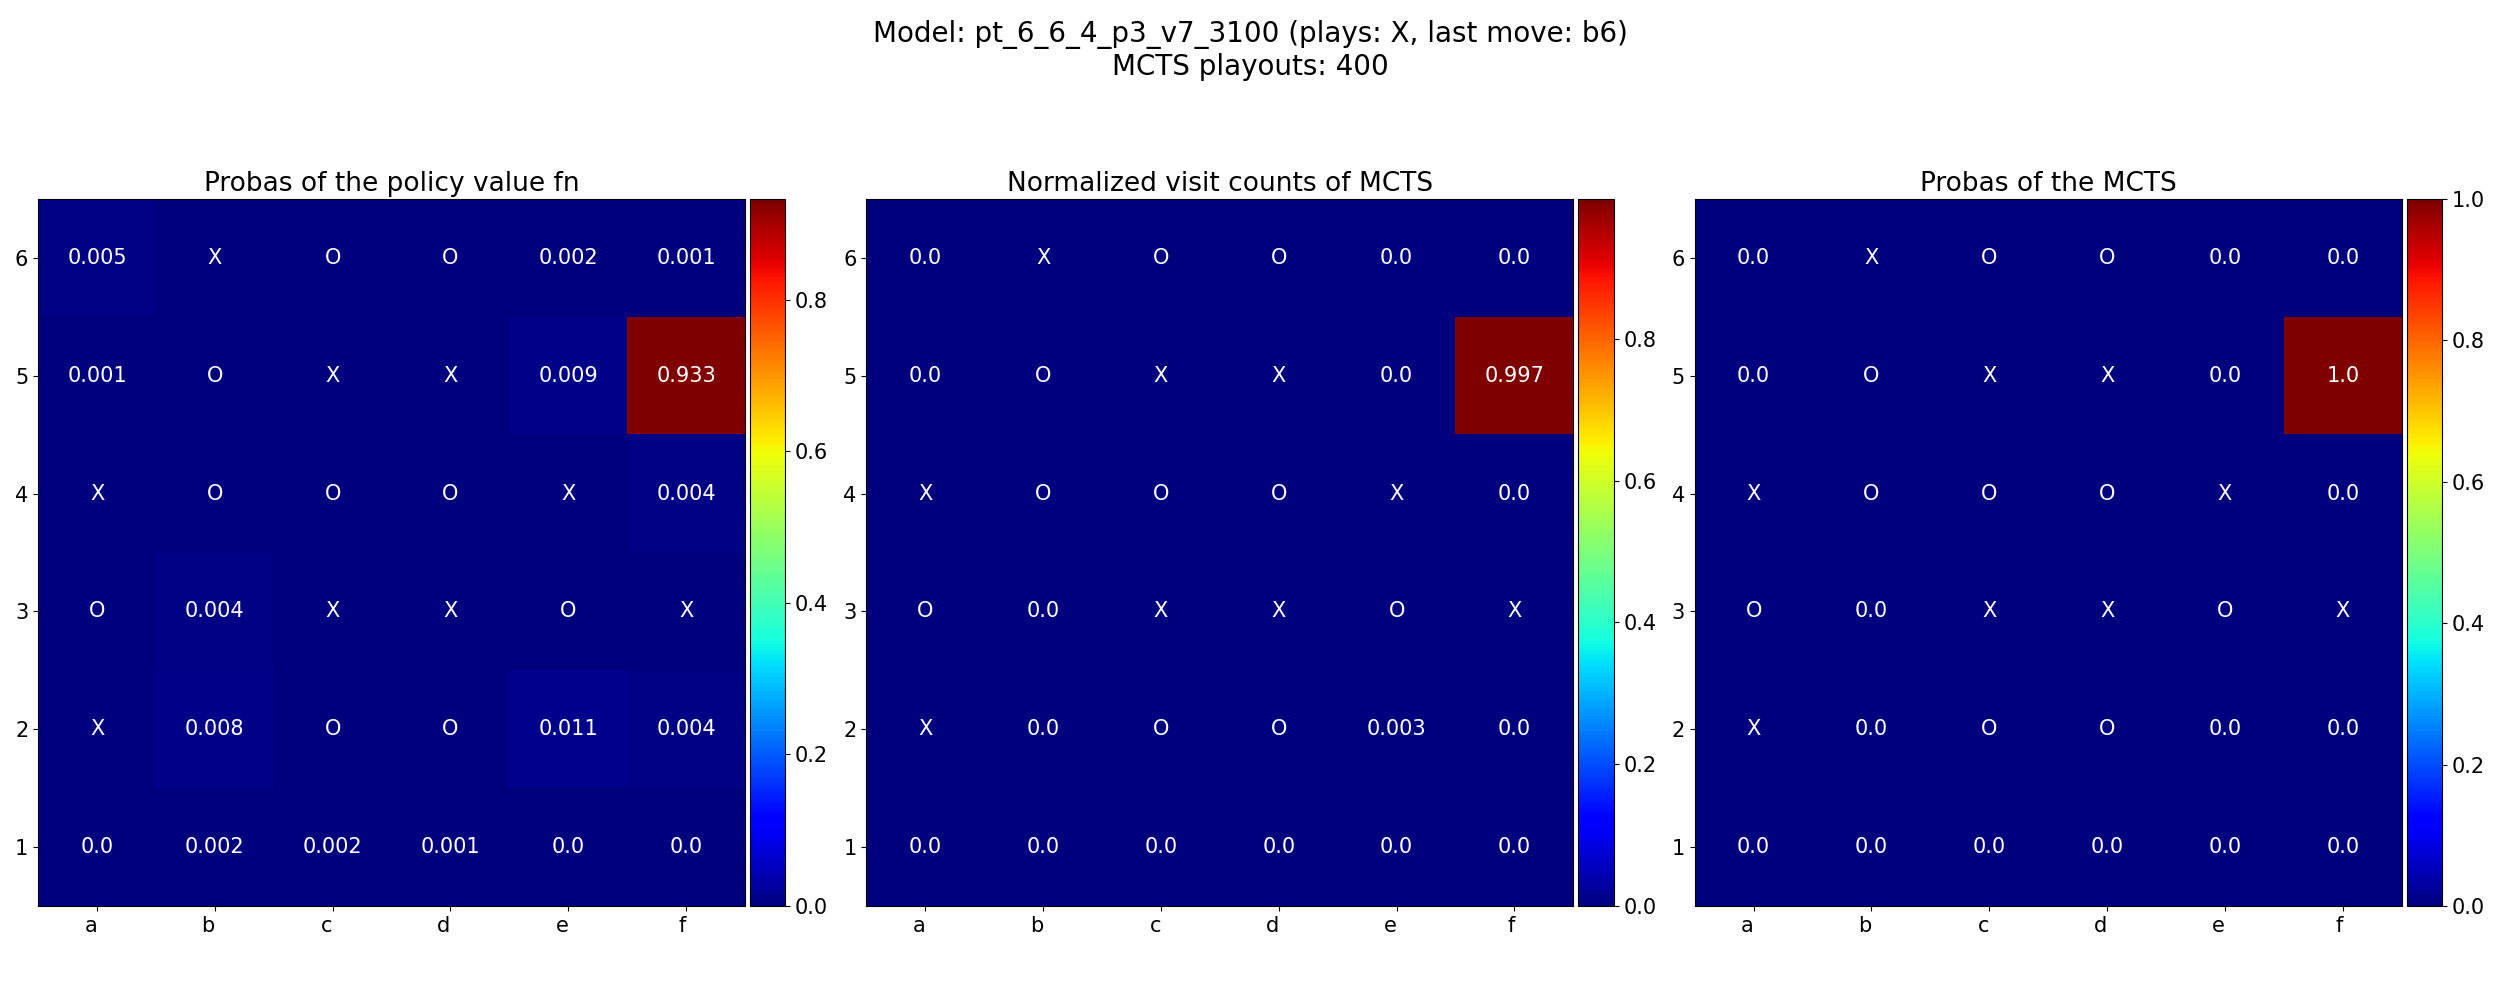 Model: pt_6_6_4_p3_v7_3100 (plays: X, last move: b6)
MCTS playouts: 400
Probas of the policy value fn
6 0.005 X O O 0.002 0.001
5 0.001 O X X 0.009 0.933
4 X O O O X 0.004
3 O 0.004 X X O X
2 X 0.008 O O 0.011 0.004
1 0.0 0.002 0.002 0.001 0.0 0.0
a b c d e f
0.8
0.6
0.4
0.2
0.0
Normalized visit counts of MCTS
6 0.0 X O O 0.0 0.0
5 0.0 O X X 0.0 0.997
4 X O O O X 0.0
3 O 0.0 X X O X
2 X 0.0 O O 0.003 0.0
1 0.0 0.0 0.0 0.0 0.0 0.0
a b c d e f
0.8
0.6
0.4
0.2
0.0
Probas of the MCTS
6 0.0 X O O 0.0 0.0
5 0.0 O X X 0.0 1.0
4 X O O O X 0.0
3 O 0.0 X X O X
2 X 0.0 O O 0.0 0.0
1 0.0 0.0 0.0 0.0 0.0 0.0
a b c d e f
1.0
0.8
0.6
0.4
0.2
0.0